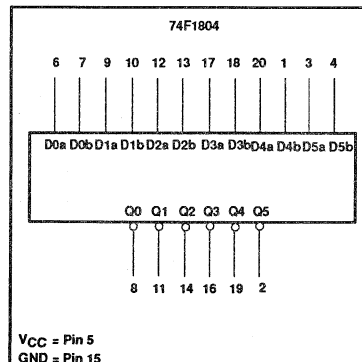 74F1804
6 7 9 10 12 13 17 18 20 1 3 4
D0a D0b D1a D1b D2a D2b D3a D3b D4a D4b D5a D5b
Q0 Q1 Q2 Q3 Q4 Q5
8 11 14 16 19 2
VCC = Pin 5
GND = Pin 15